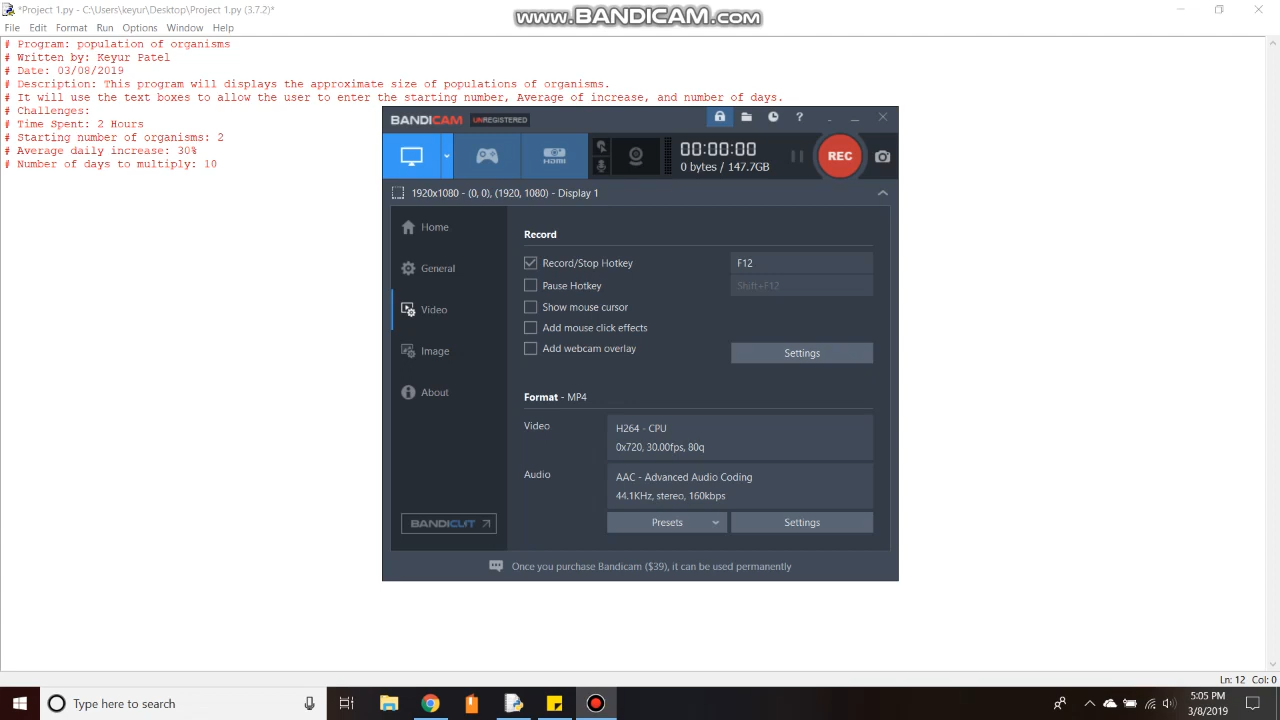 *Project 1.py - C:\Users\keyur\Desktop\Project 1.py (3.7.2)*
www.BANDICAM.com
File Edit Format Run Options Window Help
# Program: population of organisms
# Written by: Keyur Patel
# Date: 03/08/2019
# Description: This program will displays the approximate size of populations of organisms.
# It will use the text boxes to allow the user to enter the starting number, Average of increase, and number of days.
# Challenges:
# Time Spent: 2 Hours
# Starting number of organisms: 2
# Average daily increase: 30%
# Number of days to multiply: 10
BANDICAM UNREGISTERED
HDMI
00:00:00
0 bytes / 147.7GB
REC
1920x1080 - (0, 0), (1920, 1080) - Display 1
Home
General
Video
Image
About
BANDICUT
Record
Record/Stop Hotkey F12
Pause Hotkey Shift+F12
Show mouse cursor
Add mouse click effects
Add webcam overlay
Settings
Format - MP4
Video
H264 - CPU
0x720, 30.00fps, 80q
Audio
AAC - Advanced Audio Coding
44.1KHz, stereo, 160kbps
Presets
Settings
Once you purchase Bandicam ($39), it can be used permanently
Ln: 12 Col: 0
Type here to search
5:05 PM
3/8/2019